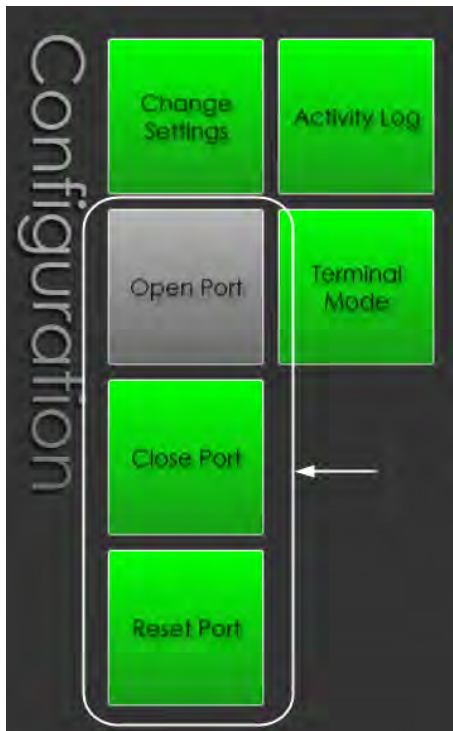 Configuration
Change
Settings
Activity Log
Open Port
Terminal
Mode
Close Port
Reset Port